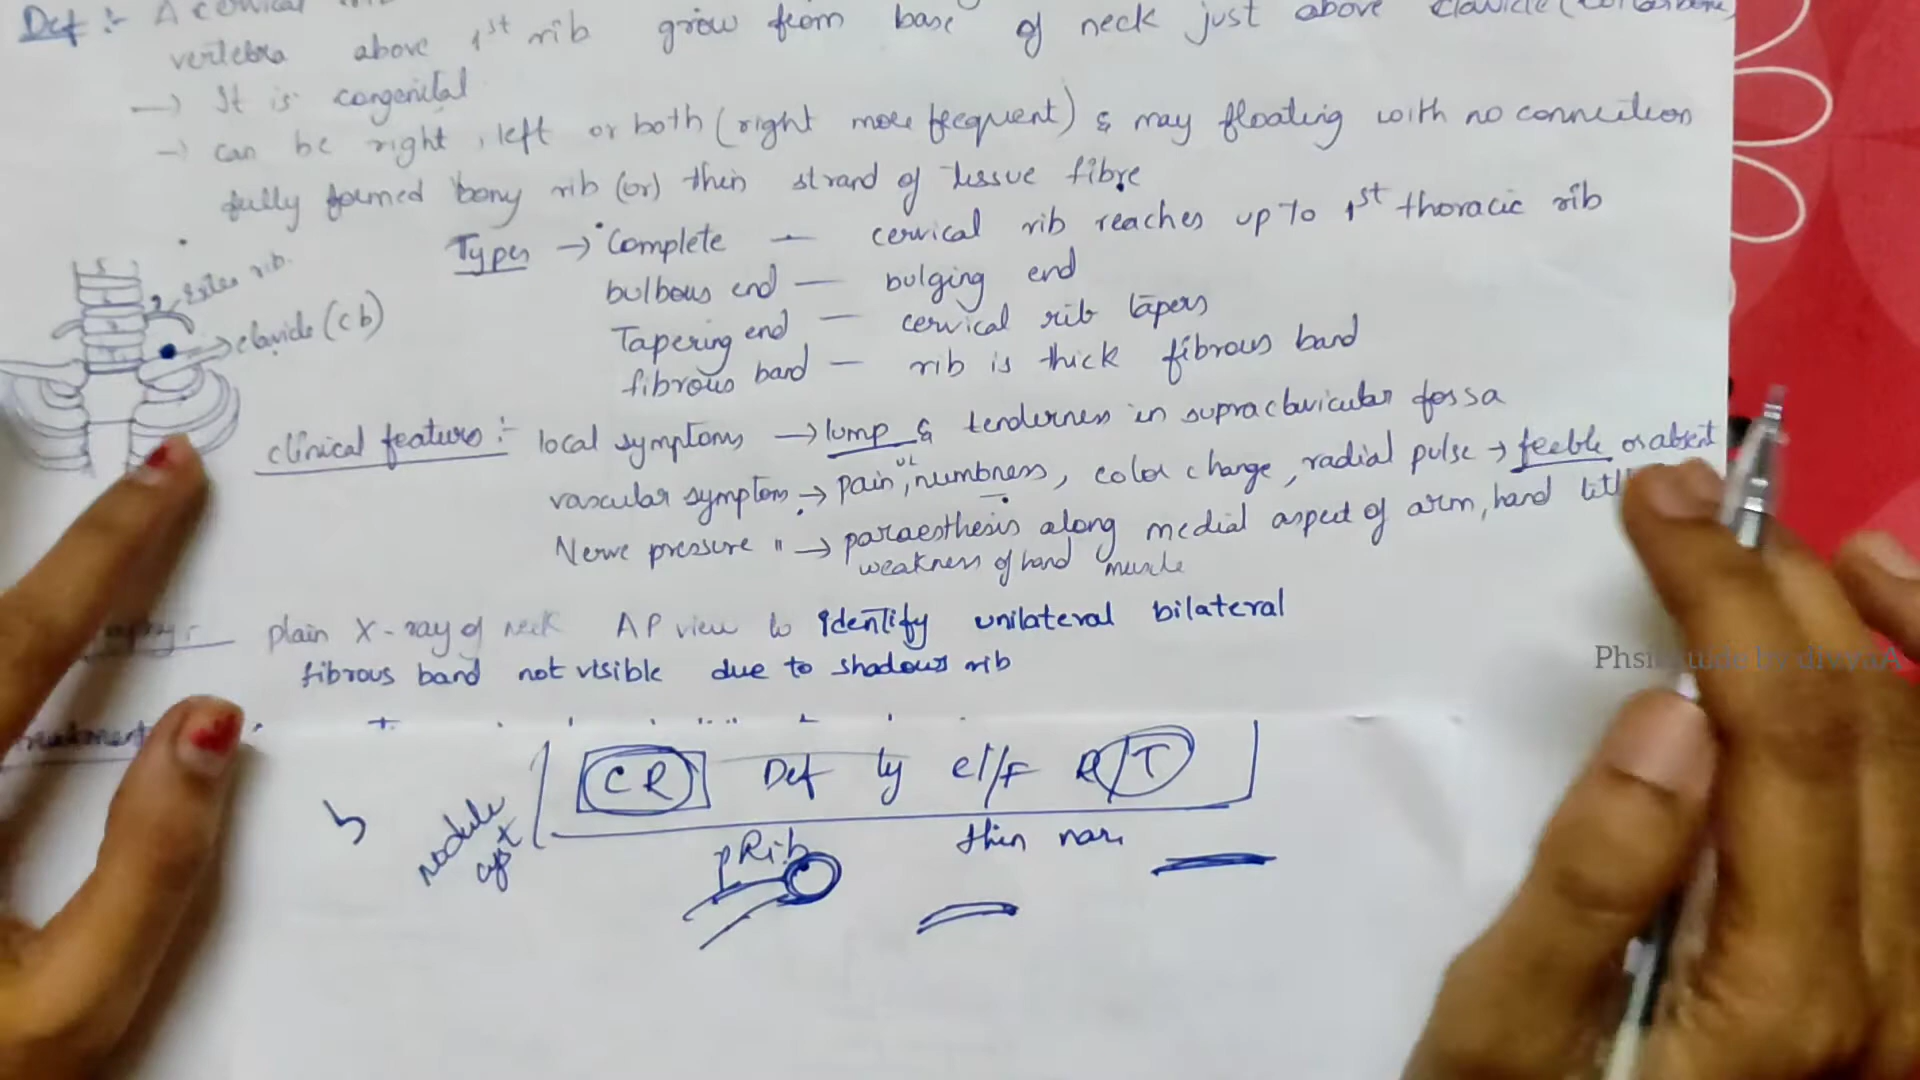 Def :- A cervical
vertebra above 1st rib grow from base of neck just above clavicle (
→ It is congenital
→ can be right, left or both (right more frequent) & may floating with no connection
fully formed bony rib (or) thin strand of tissue fibre
Types → Complete — cervical rib reaches up to 1st thoracic rib
bulbous end — bulging end
Tapering end — cervical rib tapers
fibrous band — rib is thick fibrous band
rib
clavicle (cb)
clinical features :- local symptoms → lump & tenderness in supraclavicular fossa
vascular symptoms → pain, numbness, color change, radial pulse → feeble or absent
UL
Nerve pressure " → paraesthesis along medial aspect of arm, hand
weakness of hand muscle
plain X-ray of neck AP view to identify unilateral bilateral
fibrous band not visible due to shadows rib
CR Def ty c/f R/T
nodule
cyst
pRib
thin
by divyaA